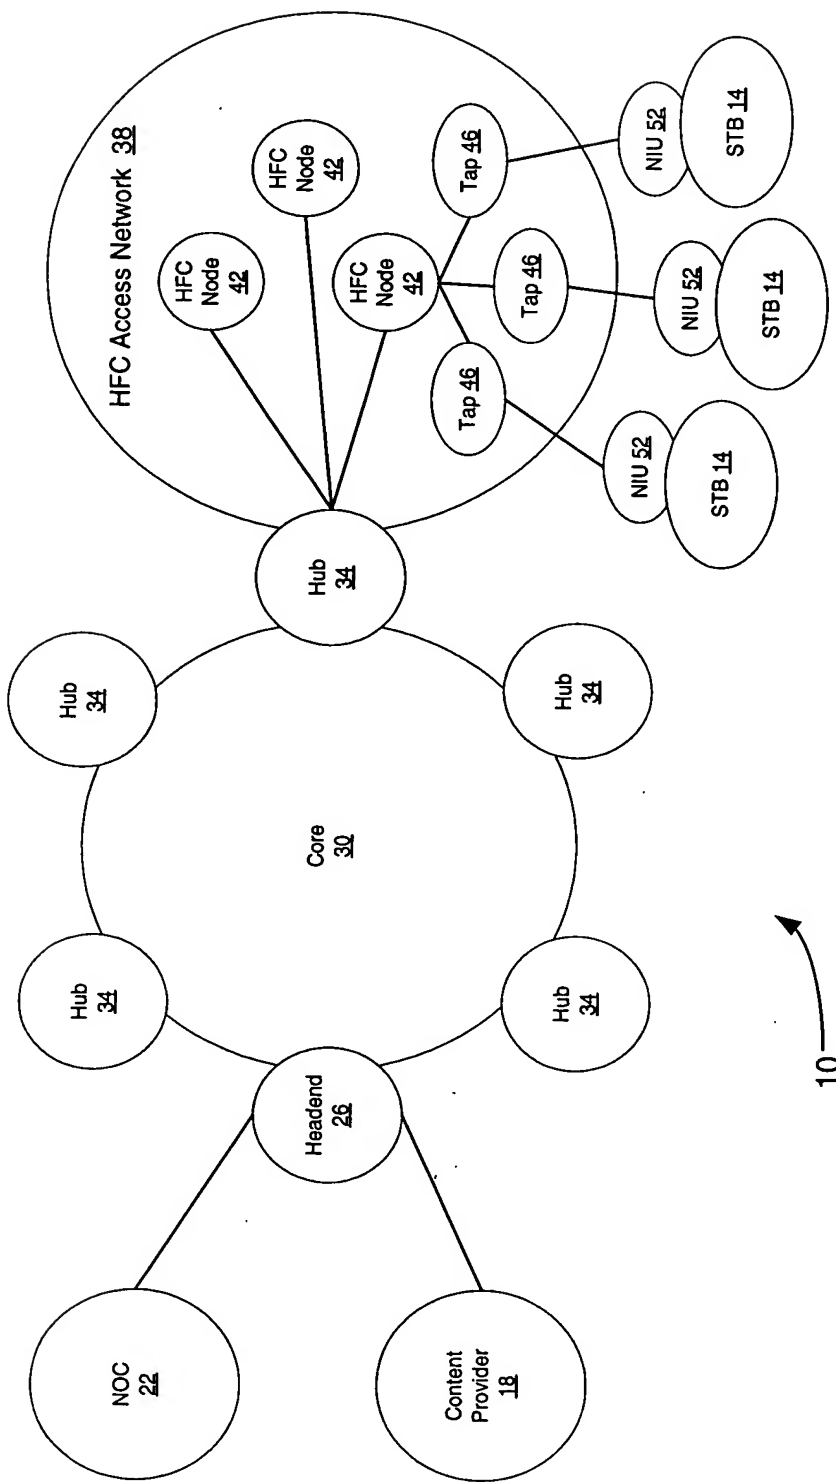 NOC
22
Content
Provider
18
Headend
26
Hub
34
Hub
34
Core
30
Hub
34
Hub
34
Hub
34
HFC Access Network 38
HFC
Node
42
HFC
Node
42
HFC
Node
42
Tap 46
Tap 46
Tap 46
NIU 52
STB 14
NIU 52
STB 14
NIU 52
STB 14
10